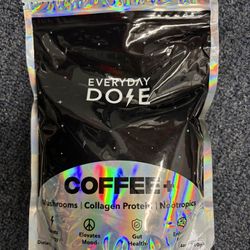 EVERYDAY
DOSE
COFFEE+
Mushrooms | Collagen Protein | Nootropics
Elevates
Gut
Mood
Health